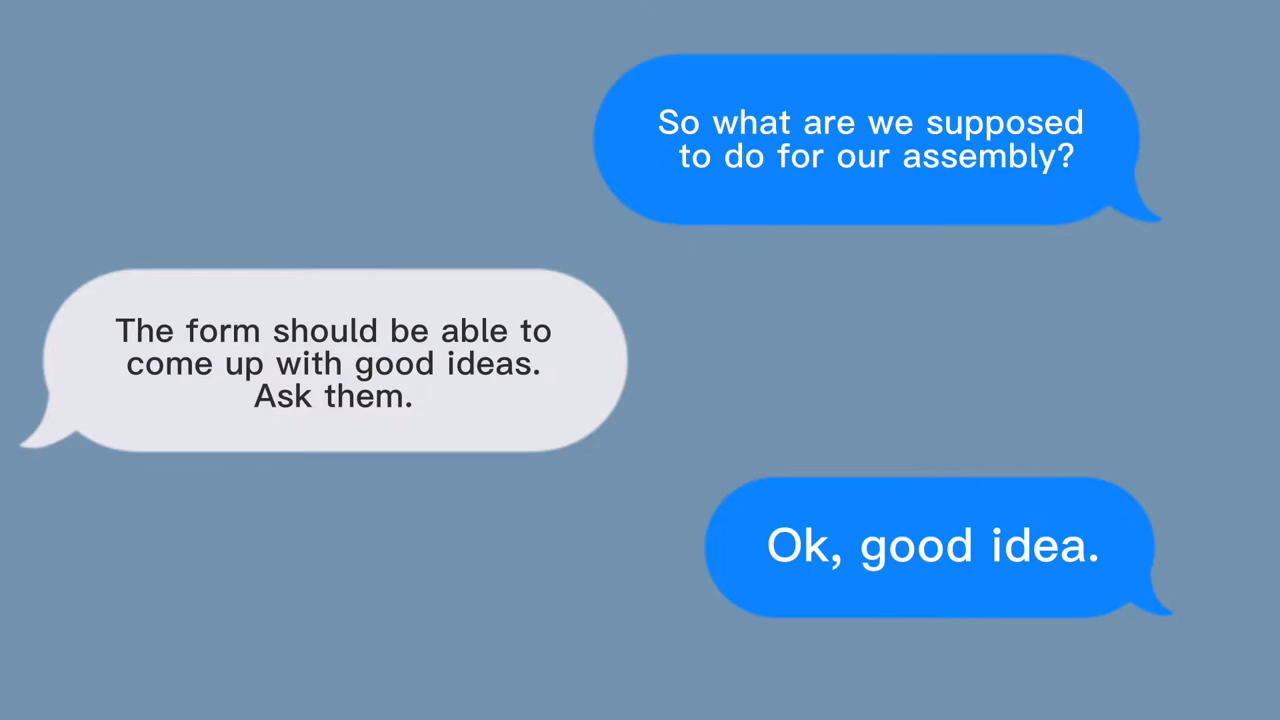 So what are we supposed
to do for our assembly?
The form should be able to
come up with good ideas.
Ask them.
Ok, good idea.